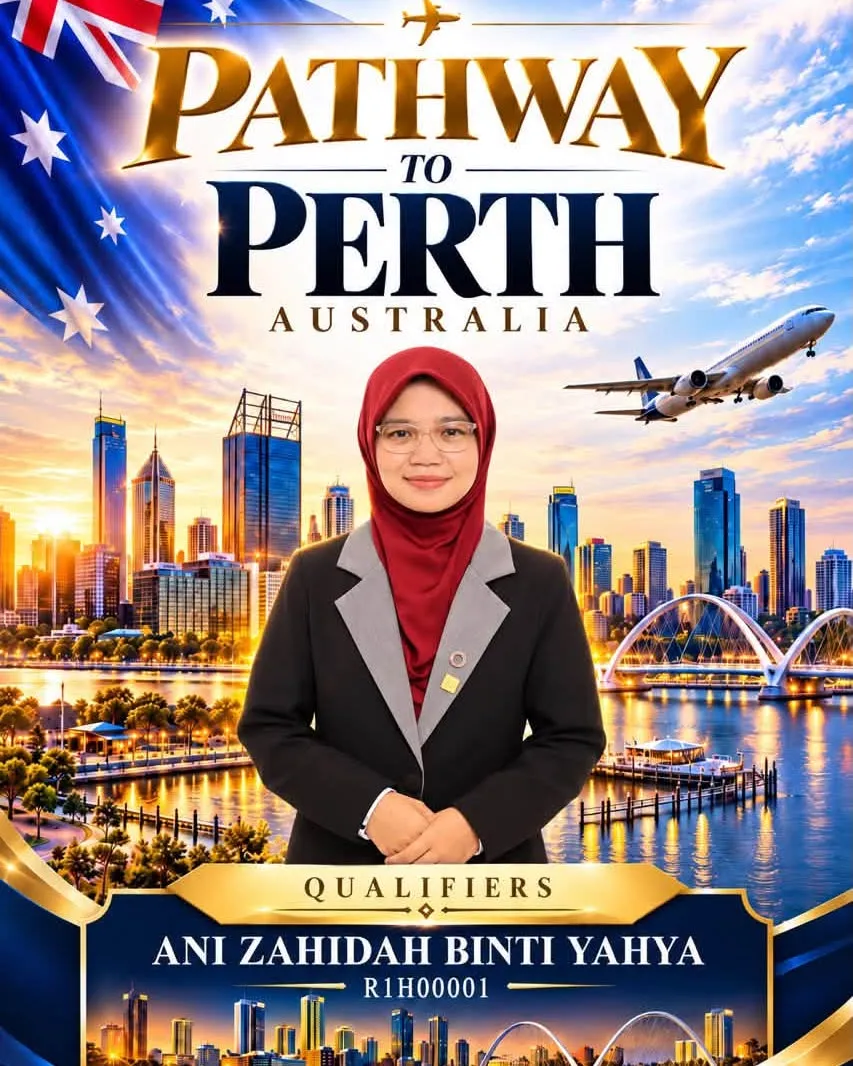 PATHWAY
TO
PERTH
AUSTRALIA
QUALIFIERS
ANI ZAHIDAH BINTI YAHYA
R1H00001